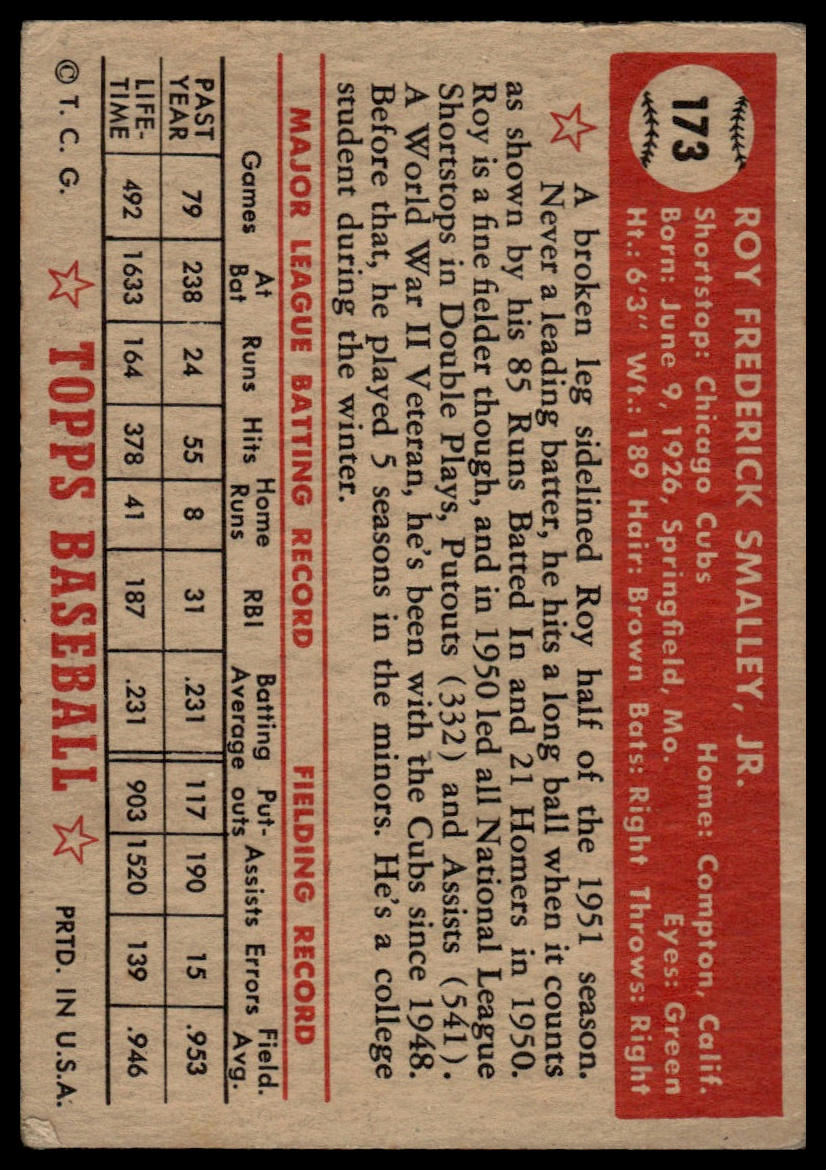 173
ROY FREDERICK SMALLEY, JR.
Shortstop: Chicago Cubs Home: Compton, Calif.
Born: June 9, 1926, Springfield, Mo. Eyes: Green
Ht.: 6'3" Wt.: 189 Hair: Brown Bats: Right Throws: Right
A broken leg sidelined Roy half of the 1951 season.
Never a leading batter, he hits a long ball when it counts
as shown by his 85 Runs Batted In and 21 Homers in 1950.
Roy is a fine fielder though, and in 1950 led all National League
Shortstops in Double Plays, Putouts (332) and Assists (541).
A World War II Veteran, he's been with the Cubs since 1948.
Before that, he played 5 seasons in the minors. He's a college
student during the winter.
MAJOR LEAGUE BATTING RECORD FIELDING RECORD
Games At Bat Runs Hits Home Runs RBI Batting Average Put-outs Assists Errors Field. Avg.
PAST YEAR 79 238 24 55 8 31 .231 117 190 15 .953
LIFE-TIME 492 1633 164 378 41 187 .231 903 1520 139 .946
© T. C. G. TOPPS BASEBALL PRTD. IN U.S.A.